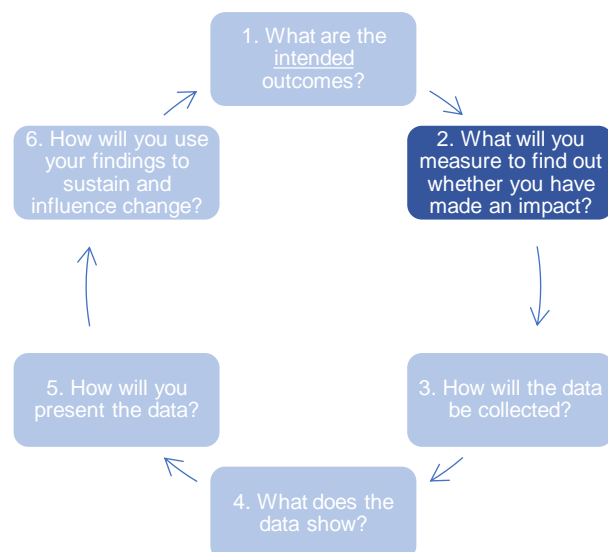 1. What are the
intended
outcomes?
2. What will you
measure to find out
whether you have
made an impact?
3. How will the data
be collected?
4. What does the
data show?
5. How will you
present the data?
6. How will you use
your findings to
sustain and
influence change?